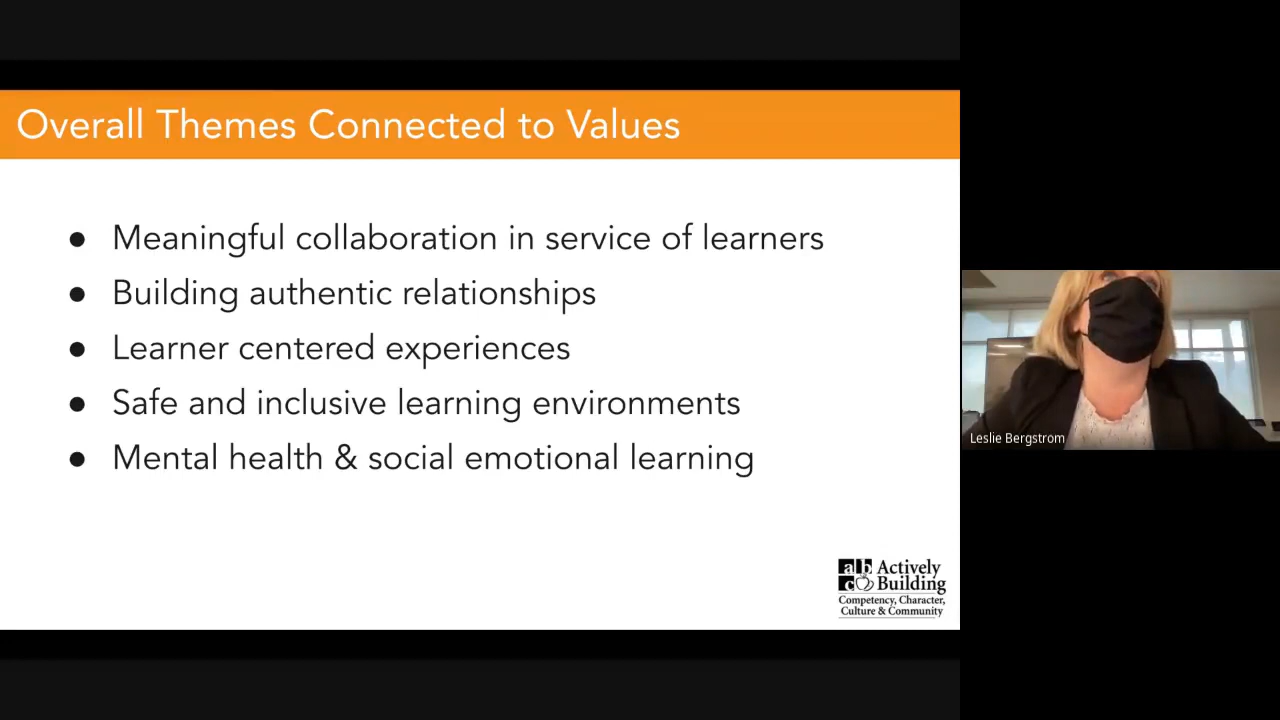 Overall Themes Connected to Values
● Meaningful collaboration in service of learners
● Building authentic relationships
● Learner centered experiences
● Safe and inclusive learning environments
● Mental health & social emotional learning
Leslie Bergstrom
a b Actively
c Building
Competency, Character,
Culture & Community